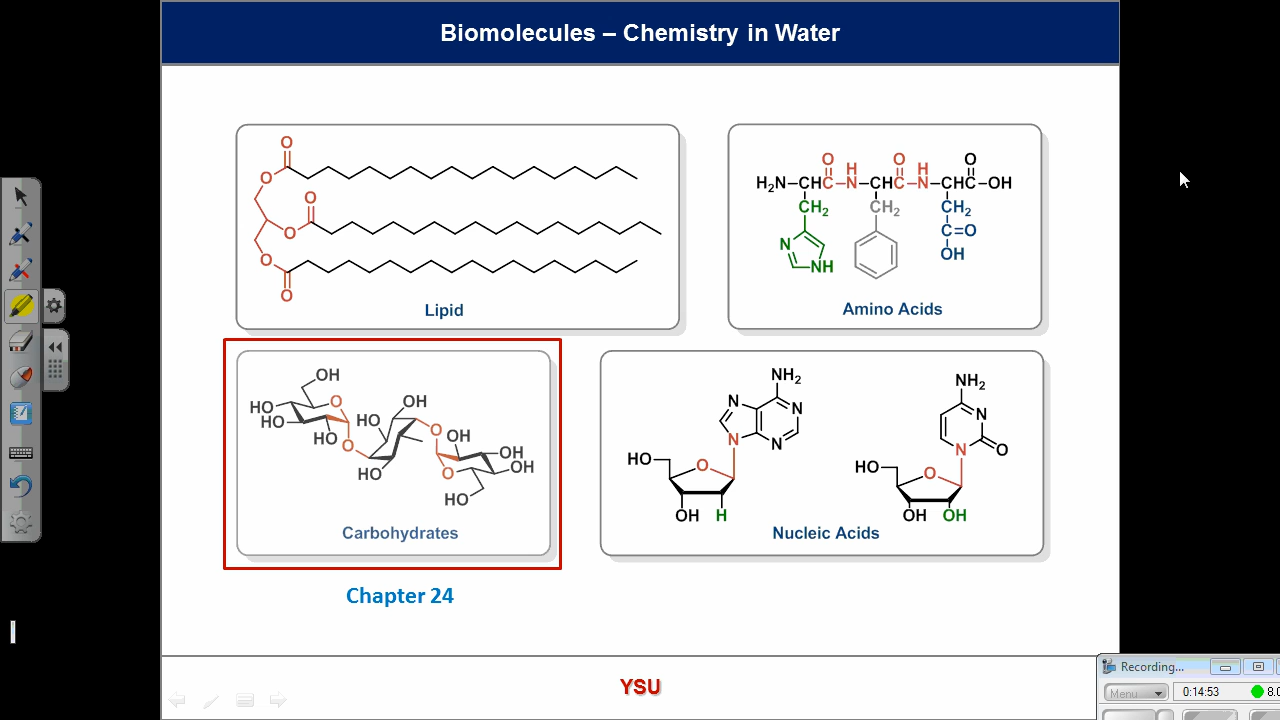 Biomolecules – Chemistry in Water
O
O
O
O
O
O
Lipid
O O O
H H
H₂N–CHC–N–CHC–N–CHC–OH
CH₂ CH₂ CH₂
N C=O
NH OH
Amino Acids
OH
HO O OH
HO HO
HO O OH
O OH
HO OH
O
HO
Carbohydrates
Chapter 24
NH₂ NH₂
N N N
N N N O
HO O HO O
OH H OH OH
Nucleic Acids
YSU
Recording...
Menu 0:14:53 8.0